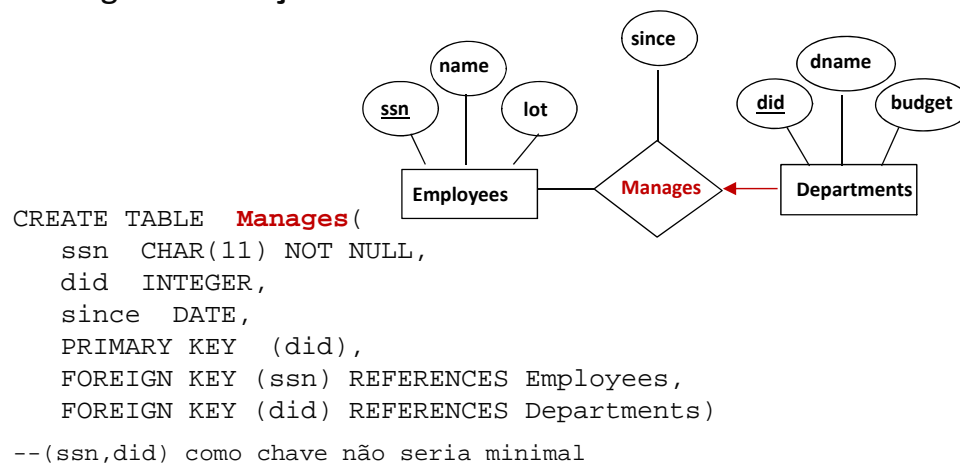 since
name
dname
ssn
lot
did
budget
Employees
Manages
Departments
CREATE TABLE Manages(
ssn CHAR(11) NOT NULL,
did INTEGER,
since DATE,
PRIMARY KEY (did),
FOREIGN KEY (ssn) REFERENCES Employees,
FOREIGN KEY (did) REFERENCES Departments)
--(ssn,did) como chave não seria minimal